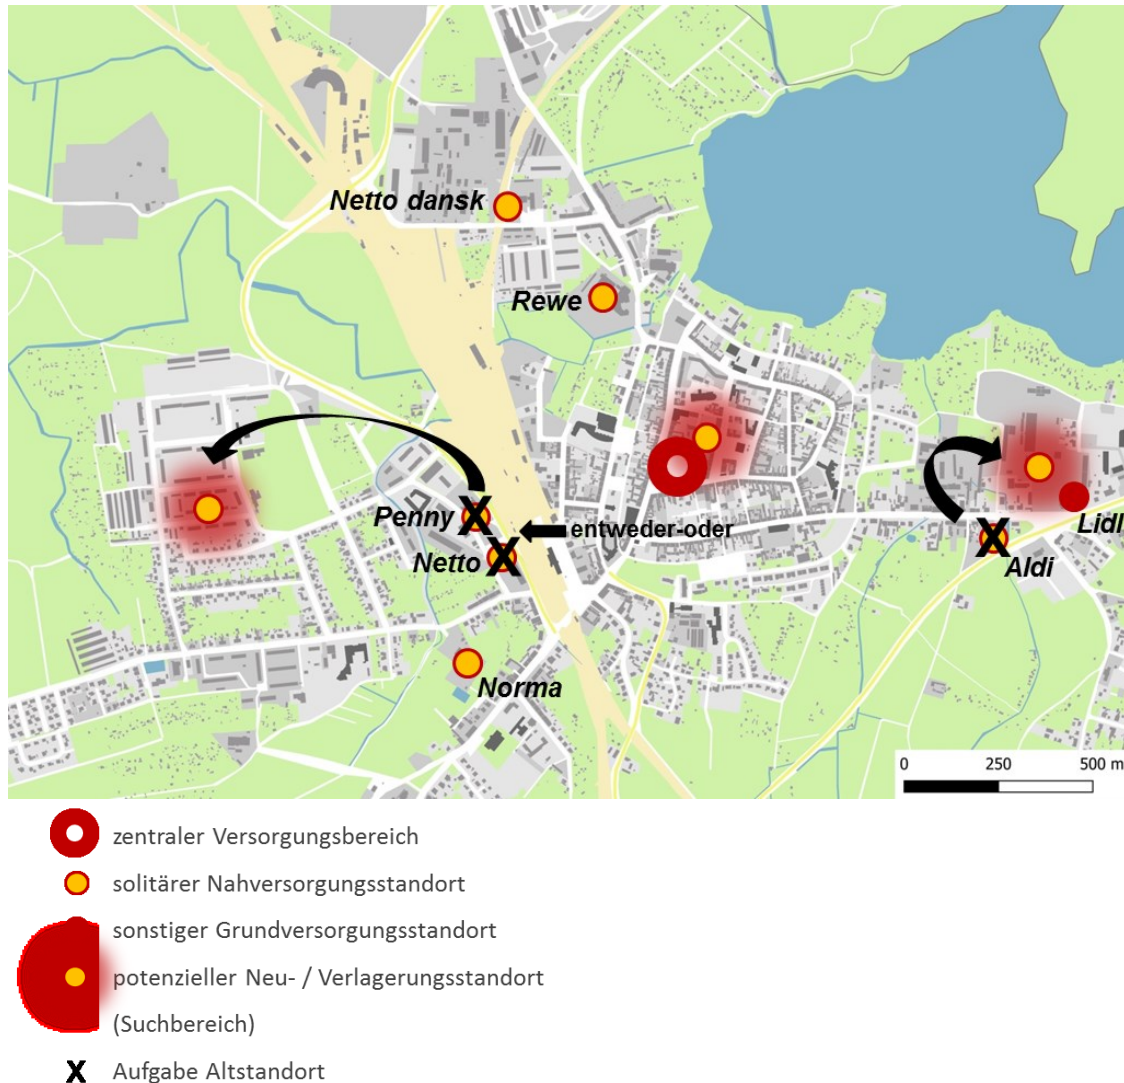 Netto dansk
Rewe
Penny
entweder-oder
Netto
Lidl
Aldi
Norma
0 250 500 m
zentraler Versorgungsbereich
solitärer Nahversorgungsstandort
sonstiger Grundversorgungsstandort
potenzieller Neu- / Verlagerungsstandort
(Suchbereich)
X Aufgabe Altstandort